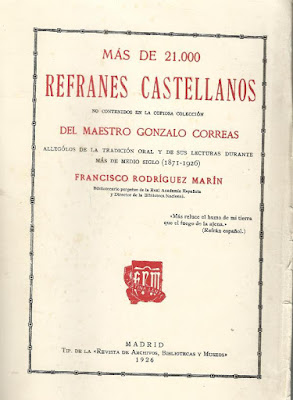 MÁS DE 21.000
REFRANES CASTELLANOS
NO CONTENIDOS EN LA COPIOSA COLECCIÓN
DEL MAESTRO GONZALO CORREAS
ALLEGÓLOS DE LA TRADICIÓN ORAL Y DE SUS LECTURAS DURANTE
MÁS DE MEDIO SIGLO (1871-1926)
FRANCISCO RODRÍGUEZ MARÍN
Bibliotecario perpetuo de la Real Academia Española
y Director de la Biblioteca Nacional.
«Más reluce el humo de mi tierra
que el fuego de la ajena.»
(Refrán español.)
FRM
MADRID
TIP. DE LA «REVISTA DE ARCHIVOS, BIBLIOTECAS Y MUSEOS»
1926